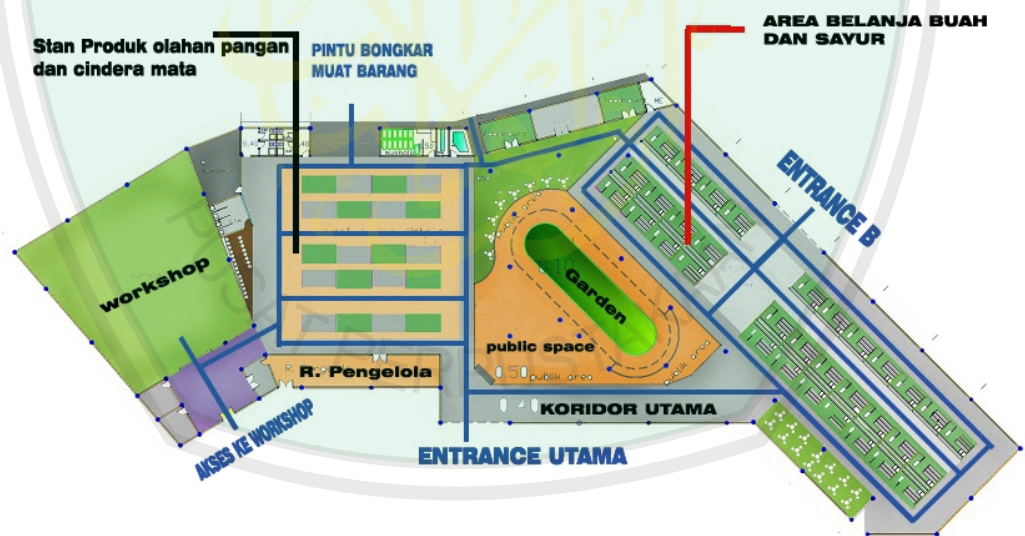 Stan Produk olahan pangan
dan cindera mata
PINTU BONGKAR
MUAT BARANG
AREA BELANJA BUAH
DAN SAYUR
ENTRANCE B
ME
workshop
Garden
public space
publik area
R. Pengelola
KORIDOR UTAMA
AKSES KE WORKSHOP
ENTRANCE UTAMA